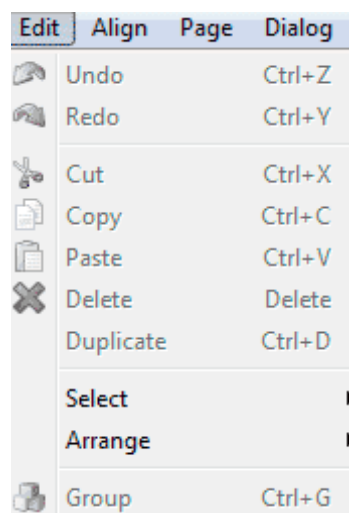 Edit Align Page Dialog
Undo Ctrl+Z
Redo Ctrl+Y
Cut Ctrl+X
Copy Ctrl+C
Paste Ctrl+V
Delete Delete
Duplicate Ctrl+D
Select
Arrange
Group Ctrl+G